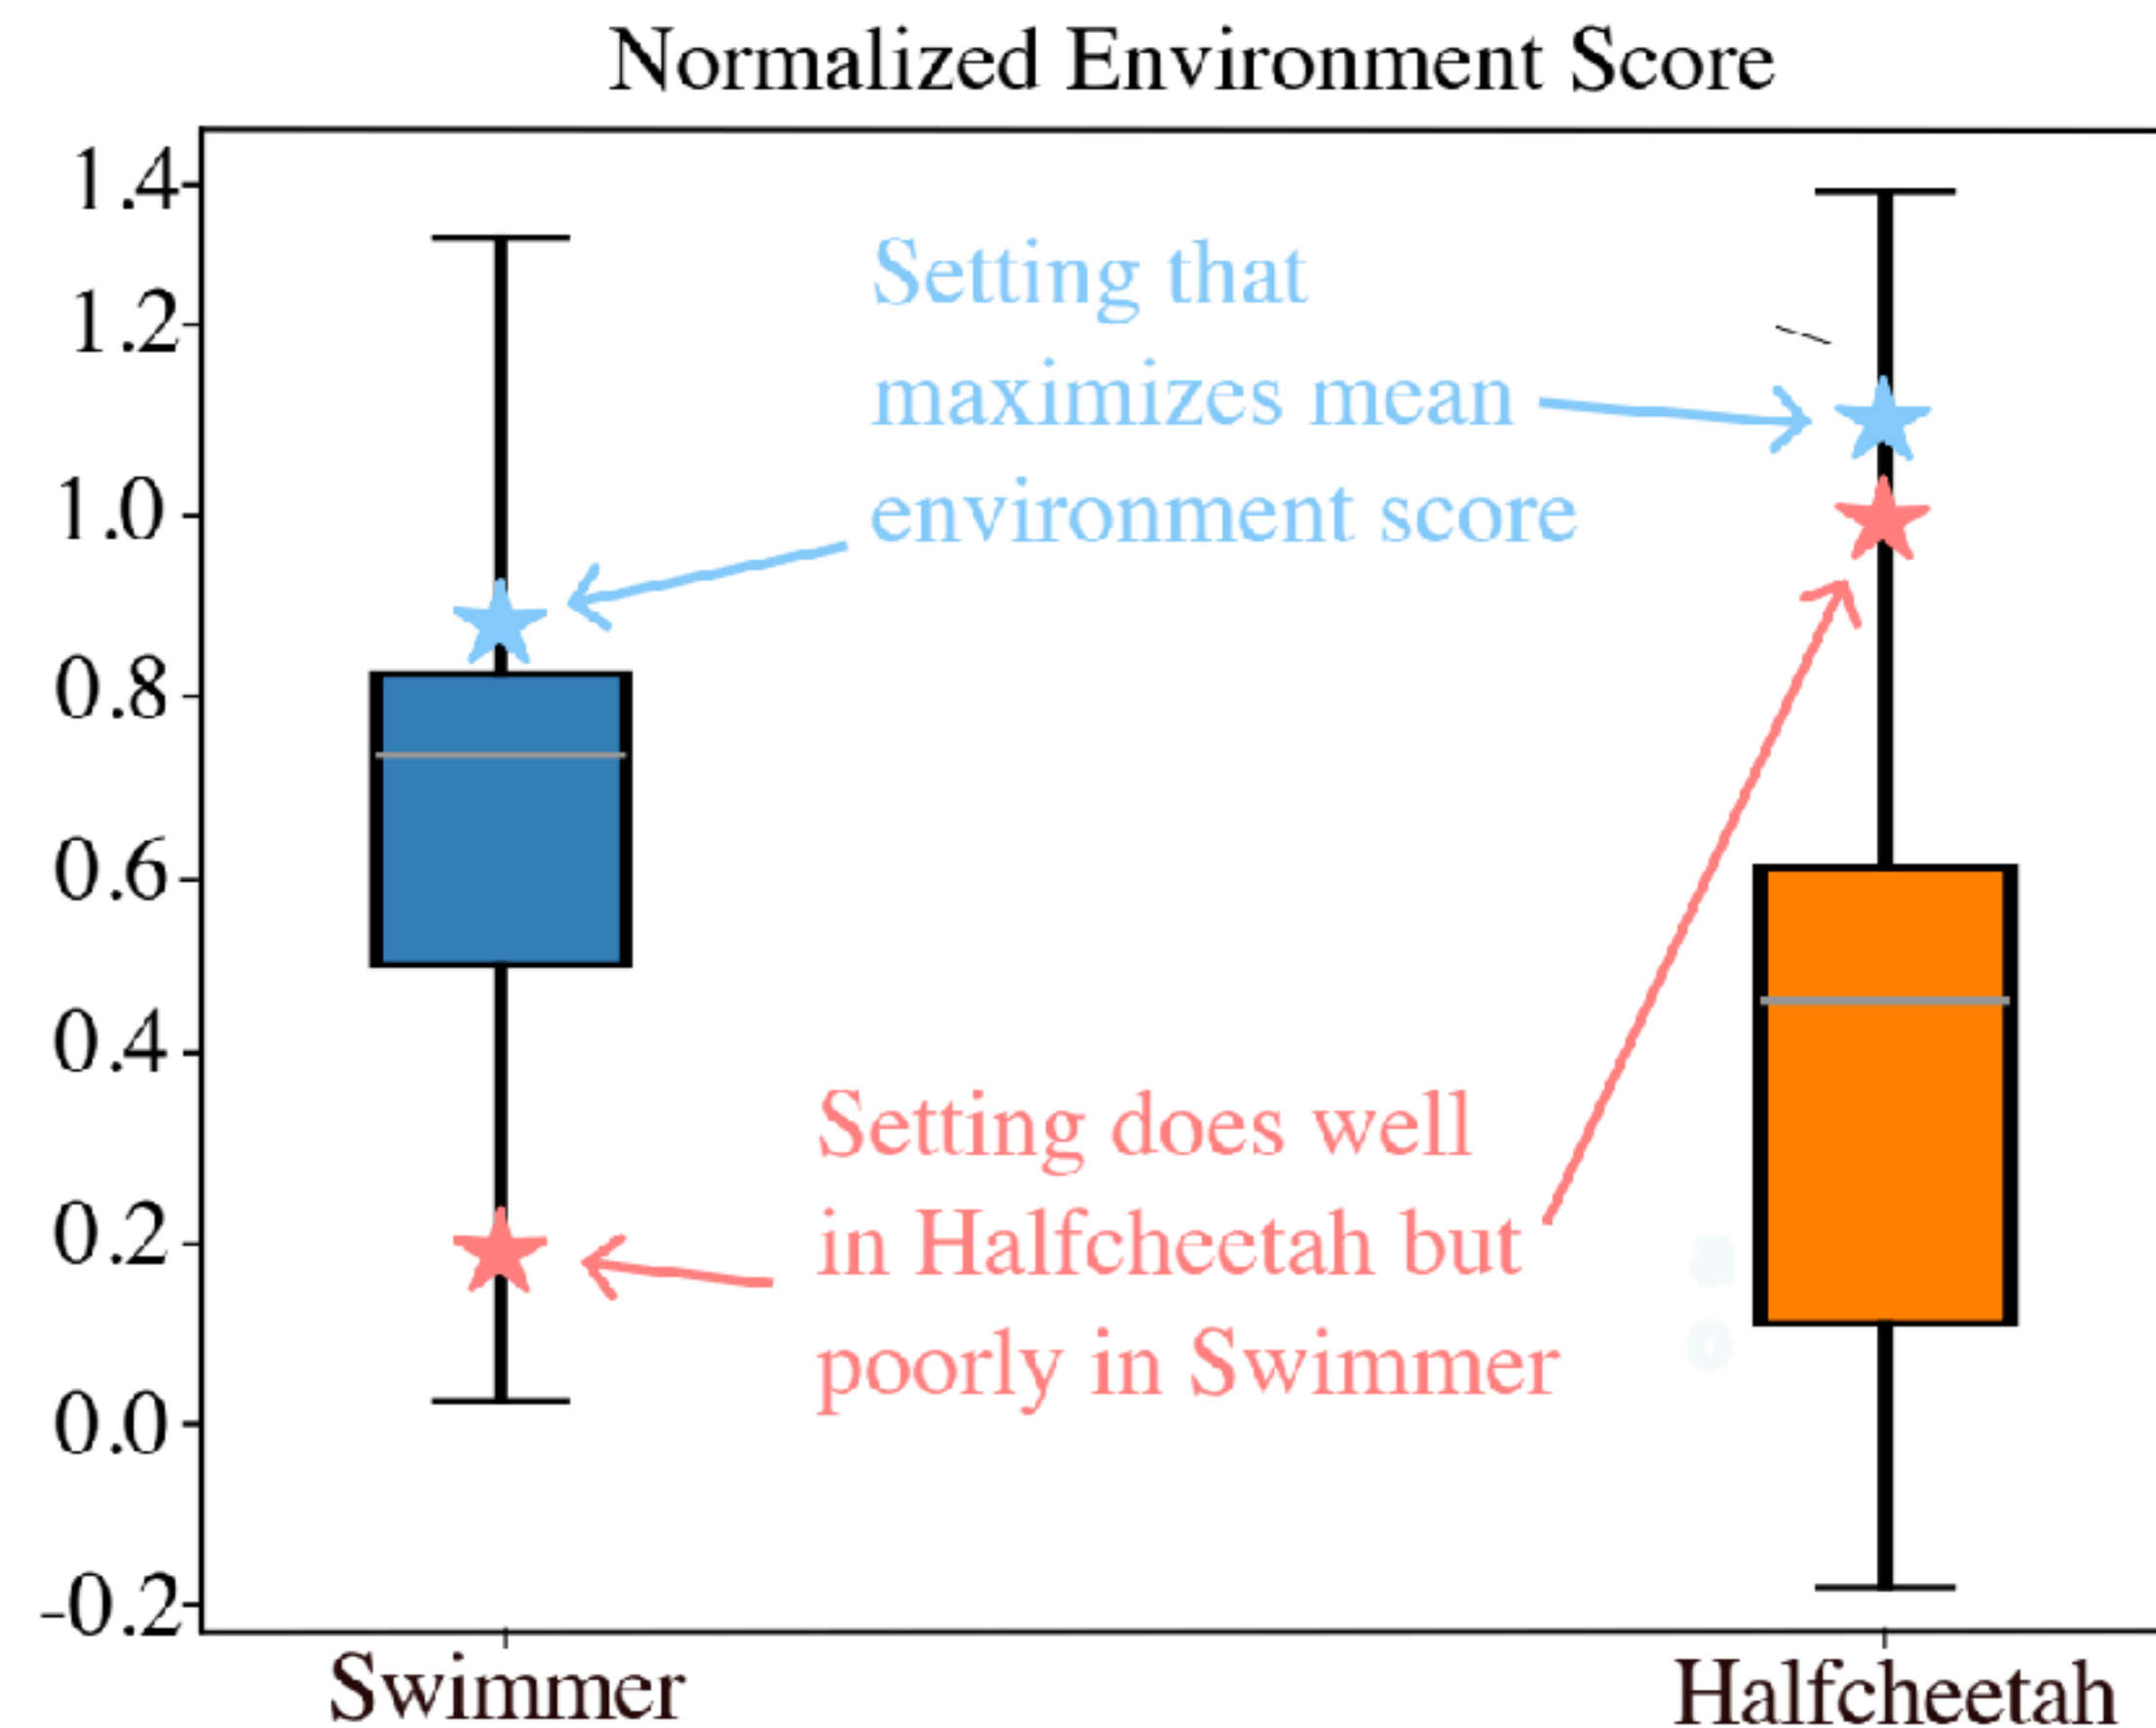 Normalized Environment Score
1.4
1.2
1.0
0.8
0.6
0.4
0.2
0.0
-0.2
Setting that
maximizes mean
environment score
Setting does well
in Halfcheetah but
poorly in Swimmer
Swimmer
Halfcheetah